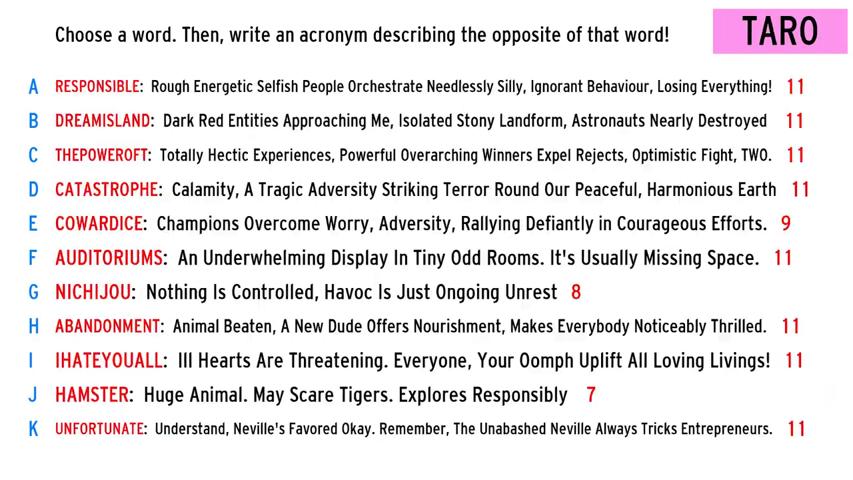 Choose a word. Then, write an acronym describing the opposite of that word! TARO
A RESPONSIBLE: Rough Energetic Selfish People Orchestrate Needlessly Silly, Ignorant Behaviour, Losing Everything! 11
B DREAMISLAND: Dark Red Entities Approaching Me, Isolated Stony Landform, Astronauts Nearly Destroyed 11
C THEPOWEROFT: Totally Hectic Experiences, Powerful Overarching Winners Expel Rejects, Optimistic Fight, TWO. 11
D CATASTROPHE: Calamity, A Tragic Adversity Striking Terror Round Our Peaceful, Harmonious Earth 11
E COWARDICE: Champions Overcome Worry, Adversity, Rallying Defiantly in Courageous Efforts. 9
F AUDITORIUMS: An Underwhelming Display In Tiny Odd Rooms. It's Usually Missing Space. 11
G NICHIJOU: Nothing Is Controlled, Havoc Is Just Ongoing Unrest 8
H ABANDONMENT: Animal Beaten, A New Dude Offers Nourishment, Makes Everybody Noticeably Thrilled. 11
I IHATEYOUALL: Ill Hearts Are Threatening. Everyone, Your Oomph Uplift All Loving Livings! 11
J HAMSTER: Huge Animal. May Scare Tigers. Explores Responsibly 7
K UNFORTUNATE: Understand, Neville's Favored Okay. Remember, The Unabashed Neville Always Tricks Entrepreneurs. 11